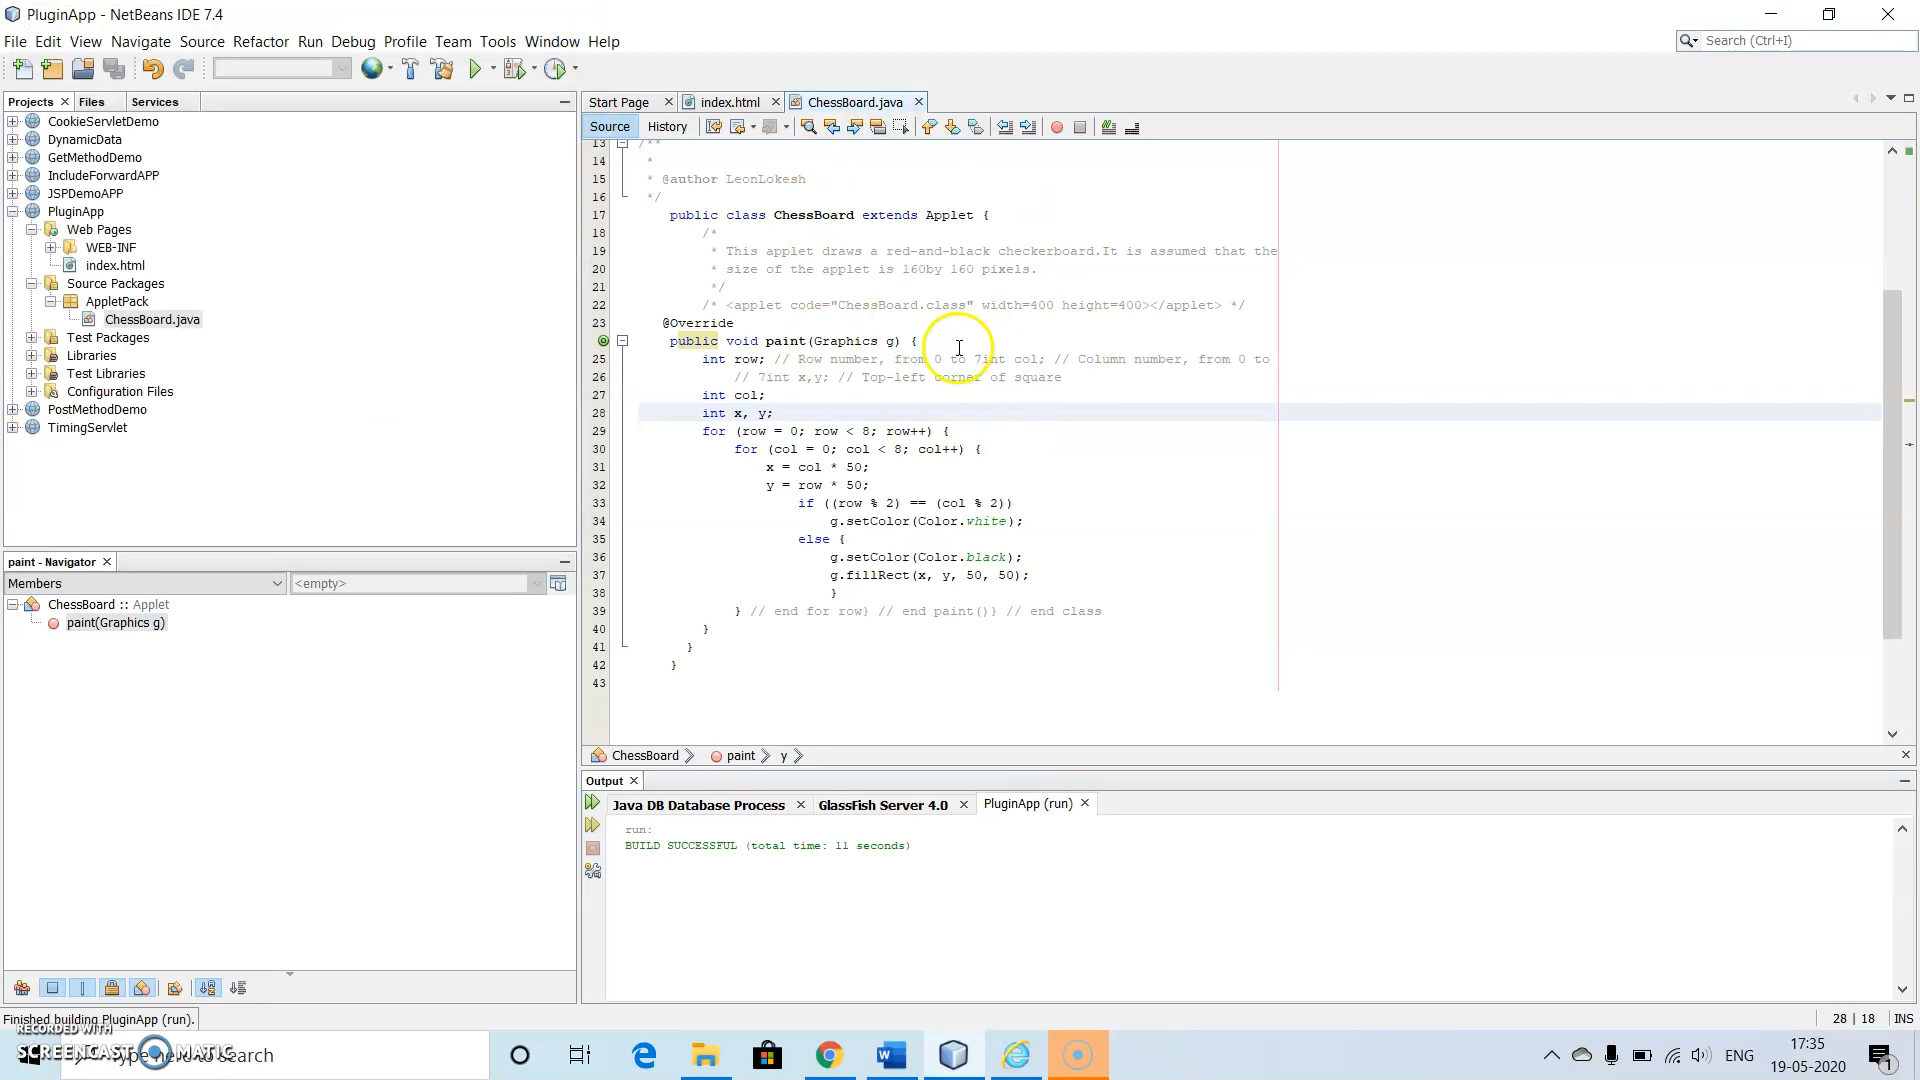 PluginApp - NetBeans IDE 7.4
File Edit View Navigate Source Refactor Run Debug Profile Team Tools Window Help
Search (Ctrl+I)
Projects Files Services
CookieServletDemo
DynamicData
GetMethodDemo
IncludeForwardAPP
JSPDemoAPP
PluginApp
Web Pages
WEB-INF
index.html
Source Packages
AppletPack
ChessBoard.java
Test Packages
Libraries
Test Libraries
Configuration Files
PostMethodDemo
TimingServlet
paint - Navigator
Members <empty>
ChessBoard :: Applet
paint(Graphics g)
Start Page index.html ChessBoard.java
Source History
13 /**
14 *
15 * @author LeonLokesh
16 */
17 public class ChessBoard extends Applet {
18 /*
19 * This applet draws a red-and-black checkerboard.It is assumed that the
20 * size of the applet is 160by 160 pixels.
21 */
22 /* <applet code="ChessBoard.class" width=400 height=400></applet> */
23 @Override
public void paint(Graphics g) {
25 int row; // Row number, from 0 to 7int col; // Column number, from 0 to
26 // 7int x,y; // Top-left corner of square
27 int col;
28 int x, y;
29 for (row = 0; row < 8; row++) {
30 for (col = 0; col < 8; col++) {
31 x = col * 50;
32 y = row * 50;
33 if ((row % 2) == (col % 2))
34 g.setColor(Color.white);
35 else {
36 g.setColor(Color.black);
37 g.fillRect(x, y, 50, 50);
38 }
39 } // end for row} // end paint()} // end class
40 }
41 }
42 }
43
ChessBoard paint y
Output
Java DB Database Process GlassFish Server 4.0 PluginApp (run)
run:
BUILD SUCCESSFUL (total time: 11 seconds)
Finished building PluginApp (run).
28 | 18 INS
RECORDED WITH
SCREENCAST MATIC
Type here to search
ENG
17:35
19-05-2020
1